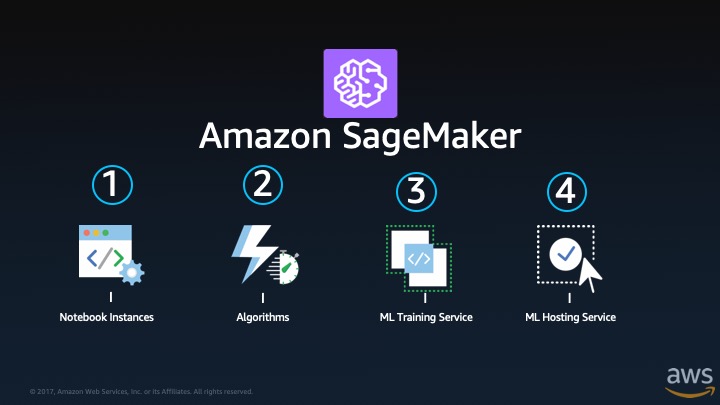 Amazon SageMaker
1
2
3
4
Notebook Instances
Algorithms
ML Training Service
ML Hosting Service
© 2017, Amazon Web Services, Inc. or its Affiliates. All rights reserved.
aws